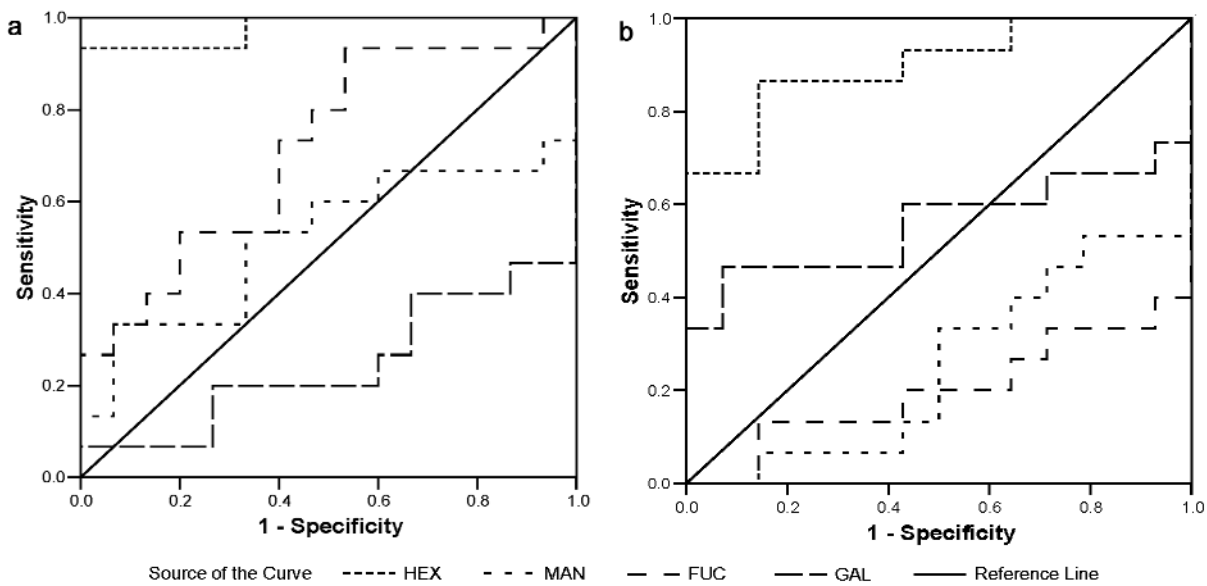 a
1.0
0.8
0.6
0.4
0.2
0.0
Sensitivity
0.0 0.2 0.4 0.6 0.8 1.0
1 - Specificity
b
1.0
0.8
0.6
0.4
0.2
0.0
Sensitivity
0.0 0.2 0.4 0.6 0.8 1.0
1 - Specificity
Source of the Curve HEX MAN FUC GAL Reference Line